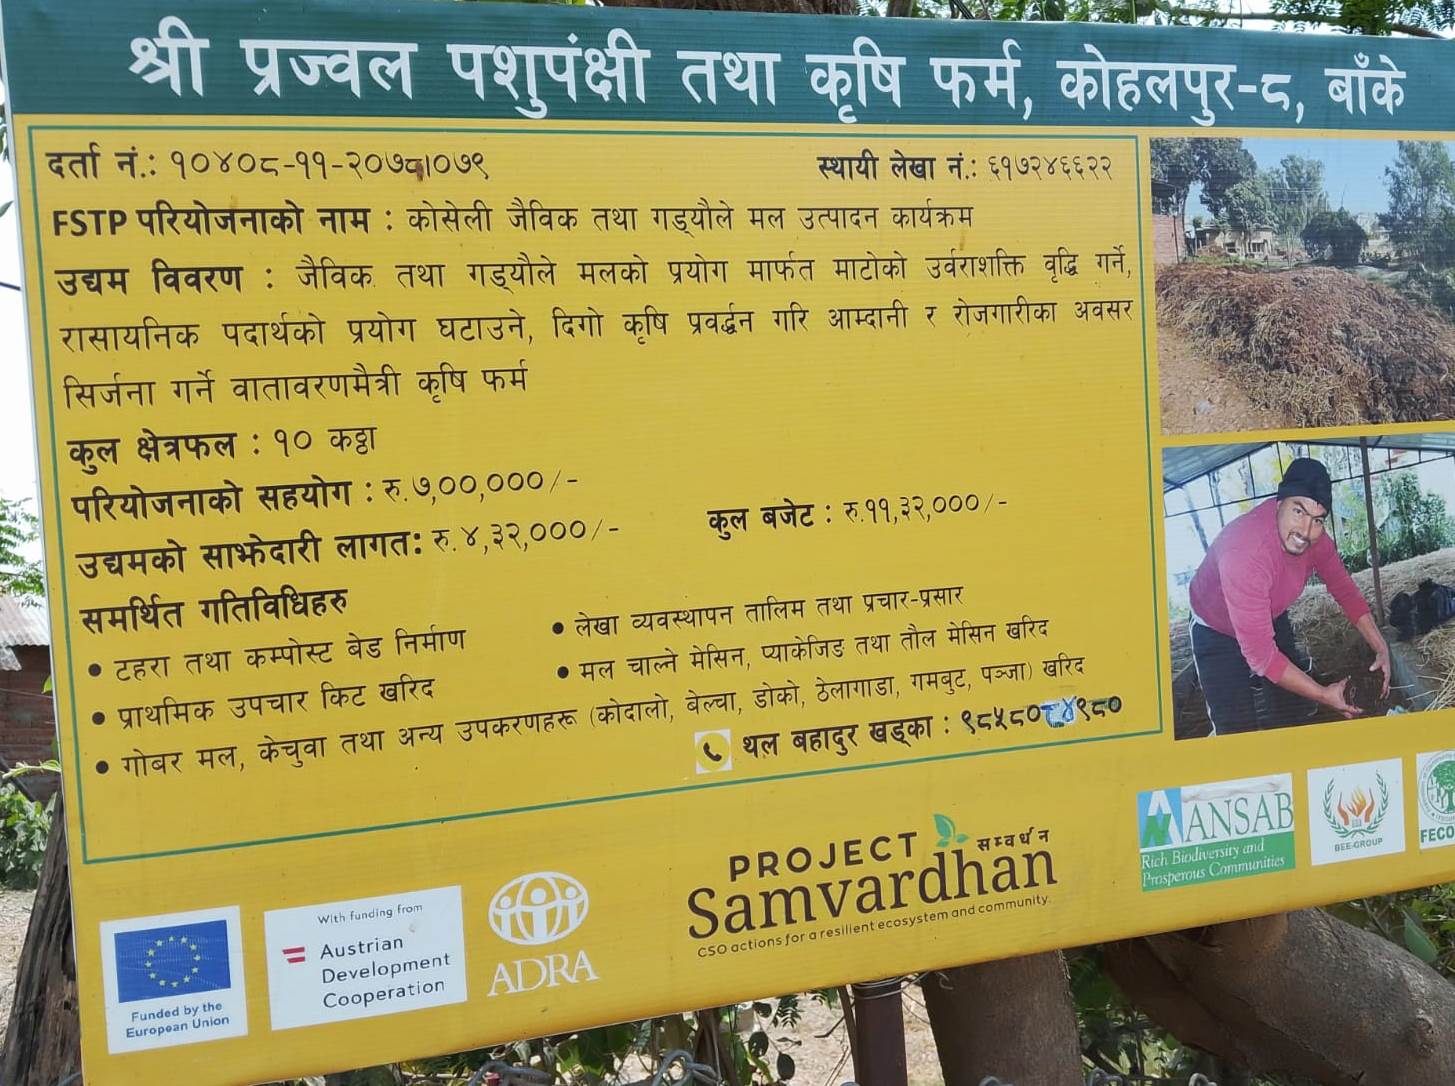 श्री प्रज्वल पशुपंक्षी तथा कृषि फर्म, कोहलपुर-८, बाँके
दर्ता नं.: १०४०८-११-२०७८।०७९
स्थायी लेखा नं.: ६१७२४६६२२
FSTP परियोजनाको नाम : कोसेली जैविक तथा गड्यौले मल उत्पादन कार्यक्रम
उद्यम विवरण : जैविक तथा गड्यौले मलको प्रयोग मार्फत माटोको उर्वराशक्ति वृद्धि गर्ने,
रासायनिक पदार्थको प्रयोग घटाउने, दिगो कृषि प्रवर्द्धन गरि आम्दानी र रोजगारीका अवसर
सिर्जना गर्ने वातावरणमैत्री कृषि फर्म
कुल क्षेत्रफल : १० कठ्ठा
परियोजनाको सहयोग : रु.७,००,०००/-
उद्यमको साझेदारी लागत: रु.४,३२,०००/-
कुल बजेट : रु.११,३२,०००/-
समर्थित गतिविधिहरु
• टहरा तथा कम्पोस्ट बेड निर्माण
• लेखा व्यवस्थापन तालिम तथा प्रचार-प्रसार
• प्राथमिक उपचार किट खरिद
• मल चाल्ने मेसिन, प्याकेजिङ तथा तौल मेसिन खरिद
• गोबर मल, केचुवा तथा अन्य उपकरणहरू (कोदालो, बेल्चा, डोको, ठेलागाडा, गमबुट, पञ्जा) खरिद
थल बहादुर खड्का : ९८५८०८४९८०
Funded by the
European Union
With funding from
Austrian
Development
Cooperation
ADRA
PROJECT
सम्वर्धन
Samvardhan
CSO actions for a resilient ecosystem and community.
ANSAB
Rich Biodiversity and
Prosperous Communities
BEE-GROUP
FECO